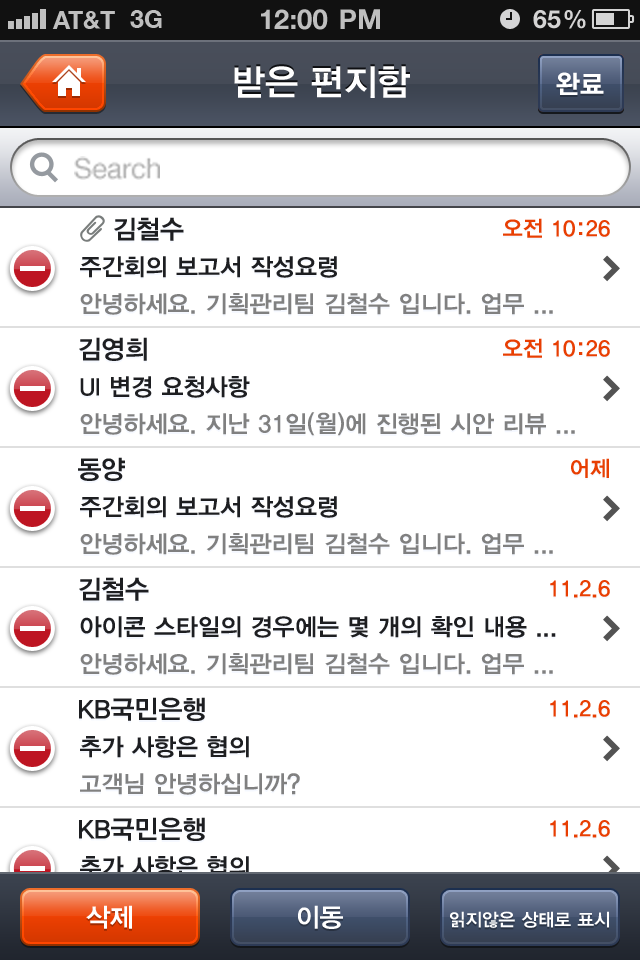 AT&T 3G 12:00 PM 65%
받은 편지함
완료
Search
김철수 오전 10:26
주간회의 보고서 작성요령
안녕하세요. 기획관리팀 김철수 입니다. 업무 ...
김영희 오전 10:26
UI 변경 요청사항
안녕하세요. 지난 31일(월)에 진행된 시안 리뷰 ...
동양 어제
주간회의 보고서 작성요령
안녕하세요. 기획관리팀 김철수 입니다. 업무 ...
김철수 11.2.6
아이콘 스타일의 경우에는 몇 개의 확인 내용 ...
안녕하세요. 기획관리팀 김철수 입니다. 업무 ...
KB국민은행 11.2.6
추가 사항은 협의
고객님 안녕하십니까?
KB국민은행 11.2.6
추가 사항은 협의
삭제 이동 읽지않은 상태로 표시